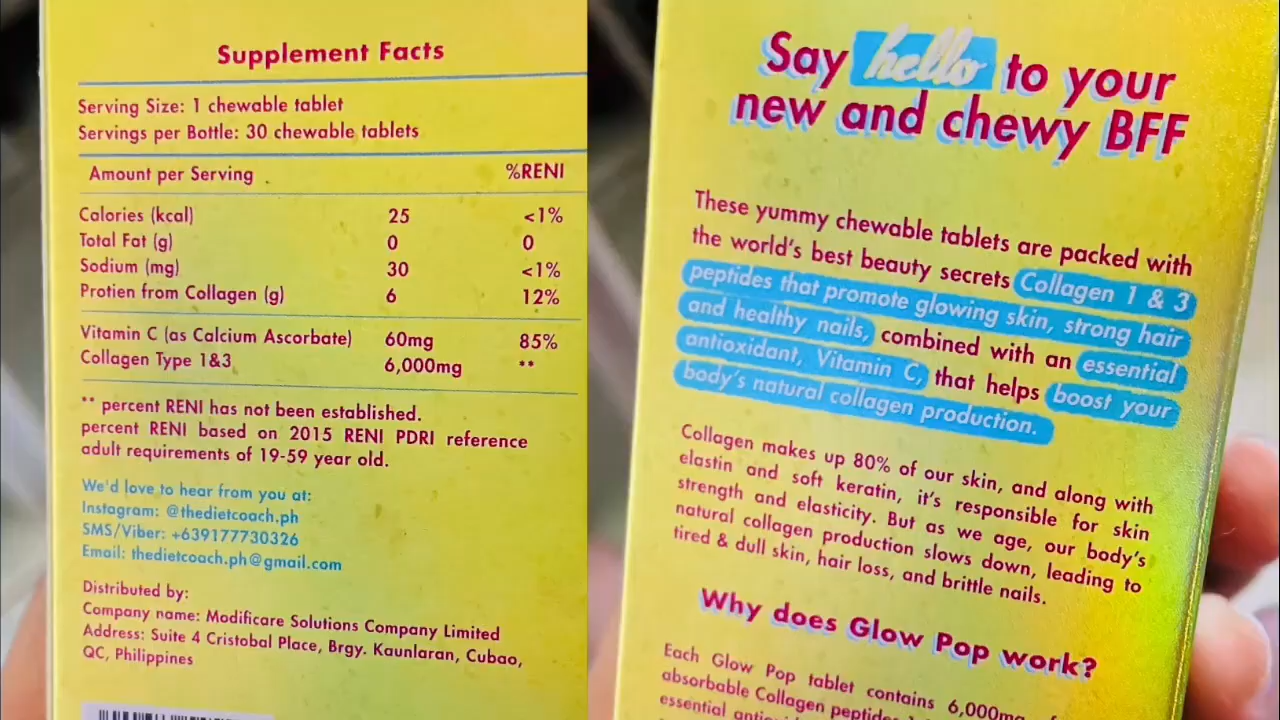 Supplement Facts
Serving Size: 1 chewable tablet
Servings per Bottle: 30 chewable tablets
Amount per Serving %RENI
Calories (kcal) 25 <1%
Total Fat (g) 0 0
Sodium (mg) 30 <1%
Protien from Collagen (g) 6 12%
Vitamin C (as Calcium Ascorbate) 60mg 85%
Collagen Type 1&3 6,000mg **
** percent RENI has not been established.
percent RENI based on 2015 RENI PDRI reference
adult requirements of 19-59 year old.
We'd love to hear from you at:
Instagram: @thedietcoach.ph
SMS/Viber: +639177730326
Email: thedietcoach.ph@gmail.com
Distributed by:
Company name: Modificare Solutions Company Limited
Address: Suite 4 Cristobal Place, Brgy. Kaunlaran, Cubao,
QC, Philippines
Say hello to your
new and chewy BFF
These yummy chewable tablets are packed with
the world's best beauty secrets Collagen 1 & 3
peptides that promote glowing skin, strong hair
and healthy nails, combined with an essential
antioxidant, Vitamin C, that helps boost your
body's natural collagen production.
Collagen makes up 80% of our skin, and along with
elastin and soft keratin, it's responsible for skin
strength and elasticity. But as we age, our body's
natural collagen production slows down, leading to
tired & dull skin, hair loss, and brittle nails.
Why does Glow Pop work?
Each Glow Pop tablet contains 6,000mg
absorbable Collagen peptides
essential